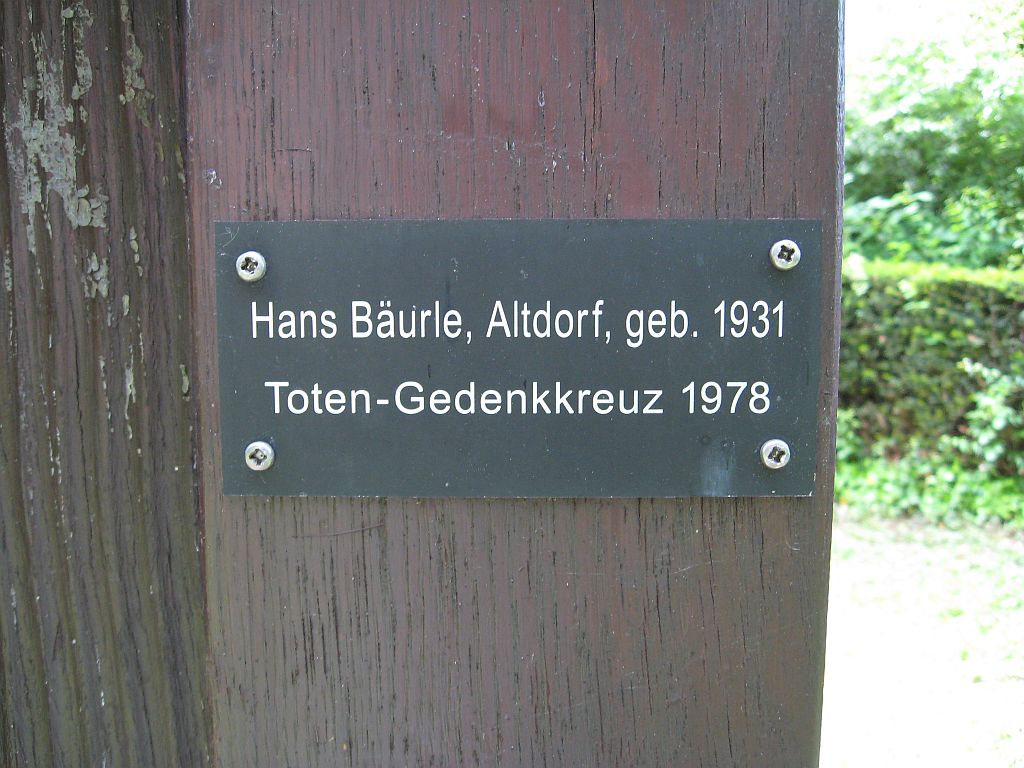 Hans Bäurle, Altdorf, geb. 1931
Toten-Gedenkkreuz 1978